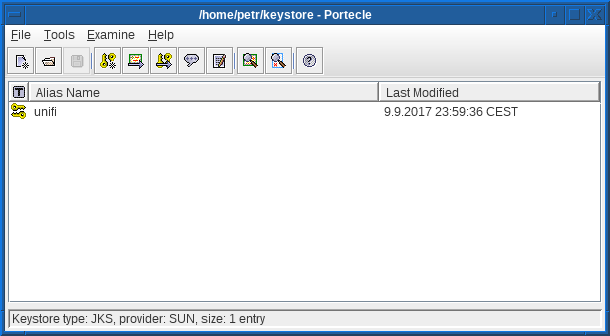 /home/petr/keystore - Portecle
File Tools Examine Help
T Alias Name Last Modified
unifi 9.9.2017 23:59:36 CEST
Keystore type: JKS, provider: SUN, size: 1 entry